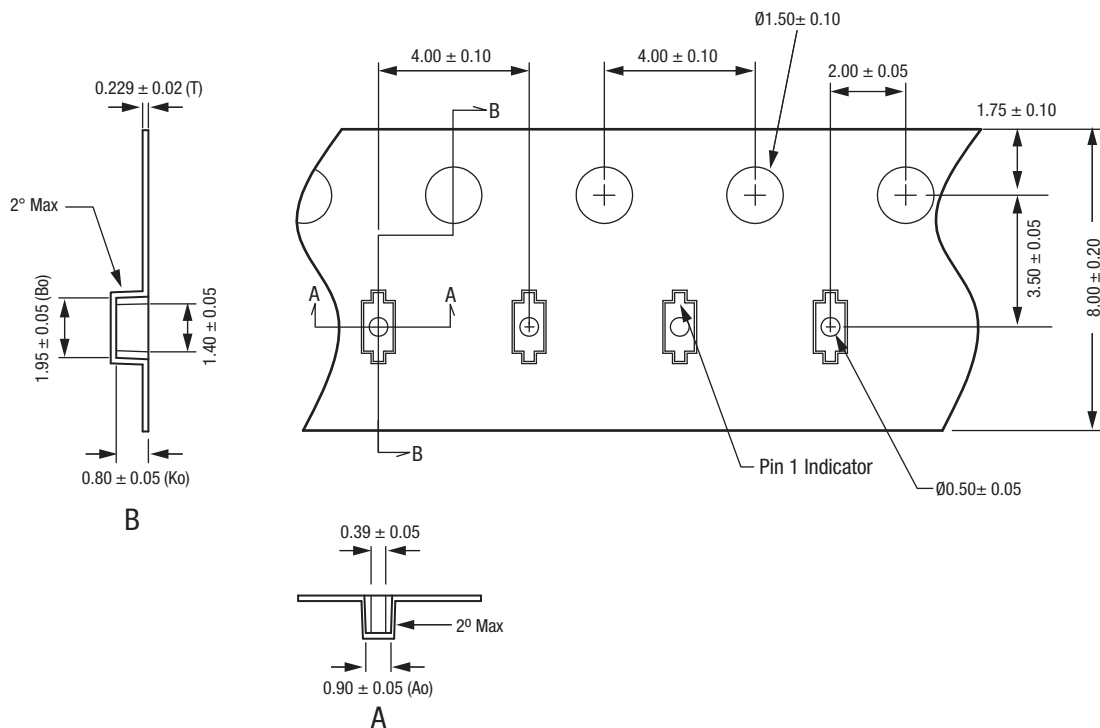 Ø1.50± 0.10
4.00 ± 0.10
4.00 ± 0.10
2.00 ± 0.05
0.229 ± 0.02 (T)
1.75 ± 0.10
B
2° Max
3.50 ± 0.05
8.00 ± 0.20
A
A
1.95 ± 0.05 (Bo)
1.40 ± 0.05
B
Pin 1 Indicator
0.80 ± 0.05 (Ko)
Ø0.50± 0.05
B
0.39 ± 0.05
2º Max
0.90 ± 0.05 (Ao)
A